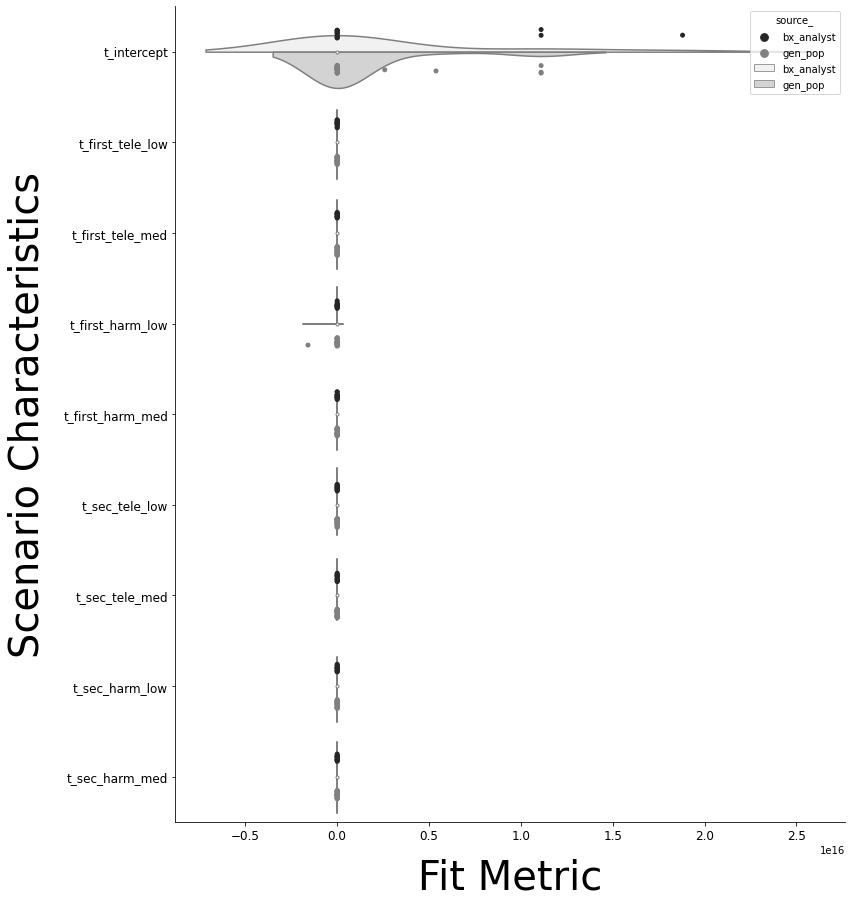 source_
bx_analyst
gen_pop
bx_analyst
gen_pop
t_intercept
t_first_tele_low
t_first_tele_med
t_first_harm_low
t_first_harm_med
t_sec_tele_low
t_sec_tele_med
t_sec_harm_low
t_sec_harm_med
Scenario Characteristics
−0.5 0.0 0.5 1.0 1.5 2.0 2.5
1e16
Fit Metric